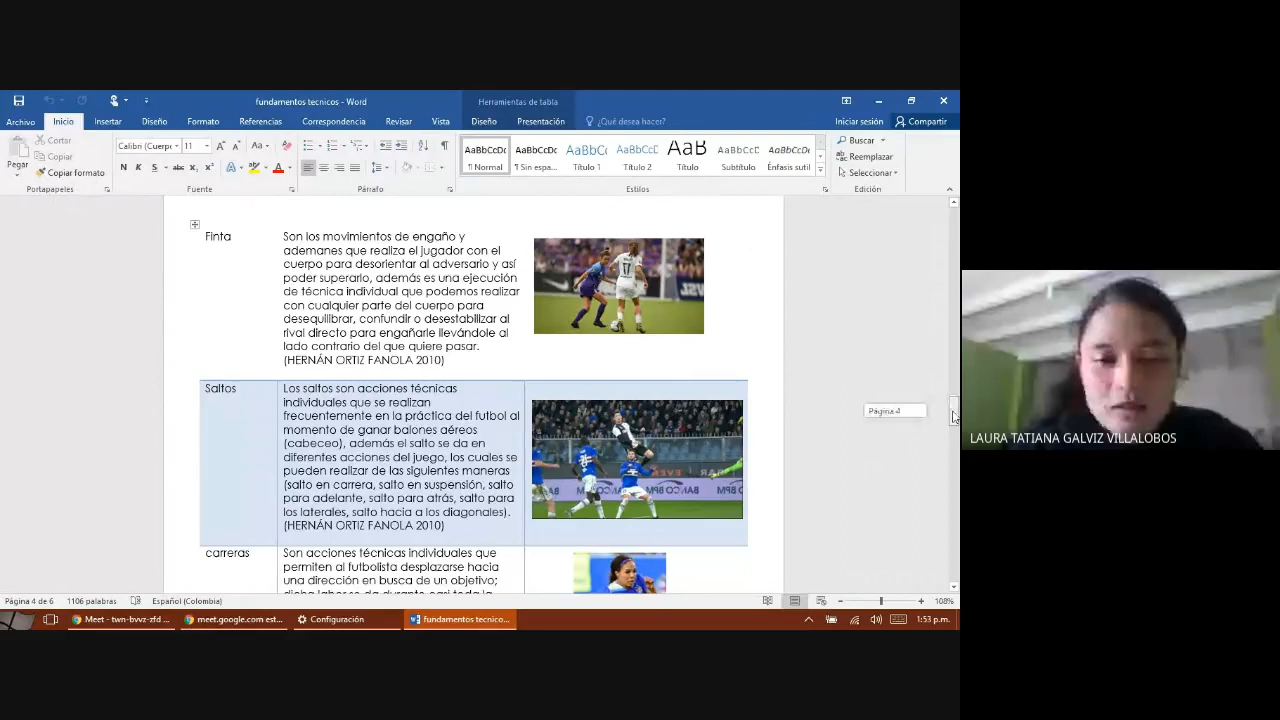 fundamentos tecnicos - Word
Herramientas de tabla
Archivo
Inicio
Insertar
Diseño
Formato
Referencias
Correspondencia
Revisar
Vista
Diseño
Presentación
¿Qué desea hacer?
Iniciar sesión
Compartir
Pegar
Cortar
Copiar
Copiar formato
Portapapeles
Calibri (Cuerpo
11
Fuente
Párrafo
AaBbCcDc
¶ Normal
AaBbCcDc
¶ Sin espa...
AaBbCc
Título 1
AaBbCcC
Título 2
AaB
Título
AaBbCcC
Subtítulo
AaBbCcDc
Énfasis sutil
Estilos
Buscar
Reemplazar
Seleccionar
Edición
Finta
Son los movimientos de engaño y
ademanes que realiza el jugador con el
cuerpo para desorientar al adversario y así
poder superarlo, además es una ejecución
de técnica individual que podemos realizar
con cualquier parte del cuerpo para
desequilibrar, confundir o desestabilizar al
rival directo para engañarle llevándole al
lado contrario del que quiere pasar.
(HERNÁN ORTIZ FANOLA 2010)
Saltos
Los saltos son acciones técnicas
individuales que se realizan
frecuentemente en la práctica del futbol al
momento de ganar balones aéreos
(cabeceo), además el salto se da en
diferentes acciones del juego, los cuales se
pueden realizar de las siguientes maneras
(salto en carrera, salto en suspensión, salto
para adelante, salto para atrás, salto para
los laterales, salto hacia a los diagonales).
(HERNÁN ORTIZ FANOLA 2010)
BANCO BPM
17
carreras
Son acciones técnicas individuales que
permiten al futbolista desplazarse hacia
una dirección en busca de un objetivo;
Página 4
Página 4 de 6
1106 palabras
Español (Colombia)
108%
Meet - twn-bvvz-zfd
meet.google.com est...
Configuración
fundamentos tecnico...
1:53 p.m.
LAURA TATIANA GALVIZ VILLALOBOS